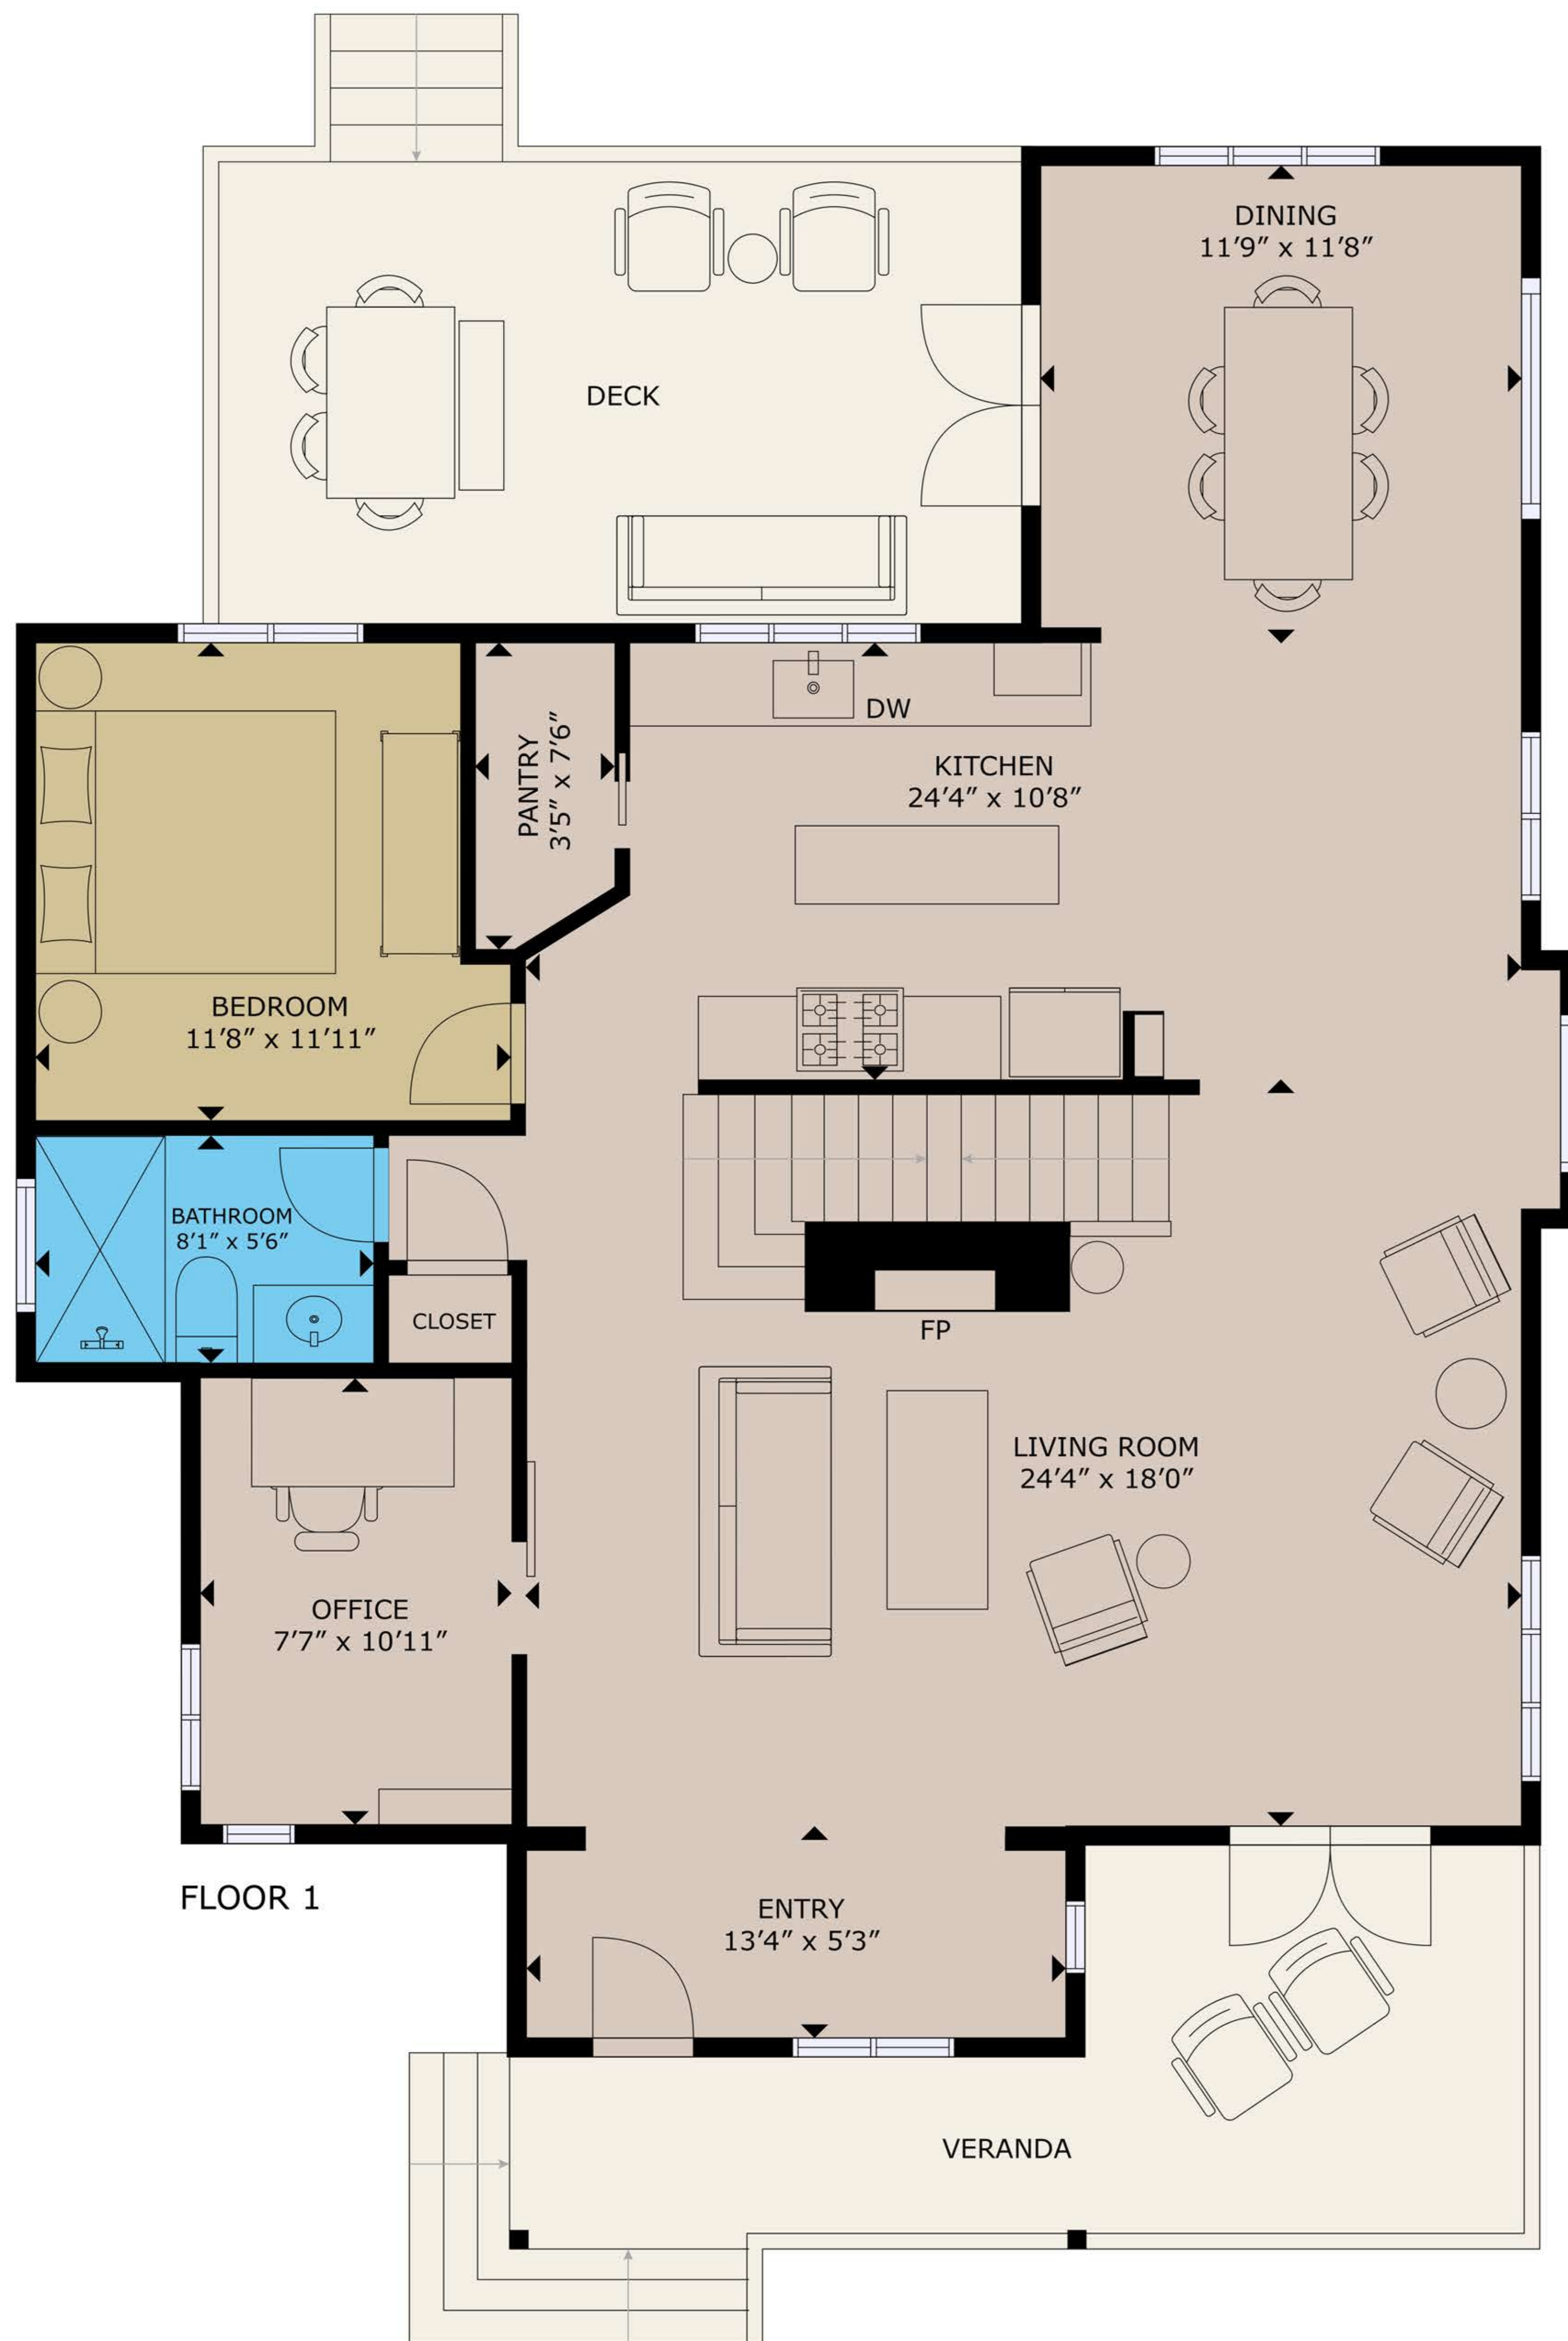 DINING
11′9″ x 11′8″
DECK
DW
PANTRY
3′5″ x 7′6″
KITCHEN
24′4″ x 10′8″
BEDROOM
11′8″ x 11′11″
BATHROOM
8′1″ x 5′6″
CLOSET
FP
LIVING ROOM
24′4″ x 18′0″
OFFICE
7′7″ x 10′11″
FLOOR 1
ENTRY
13′4″ x 5′3″
VERANDA